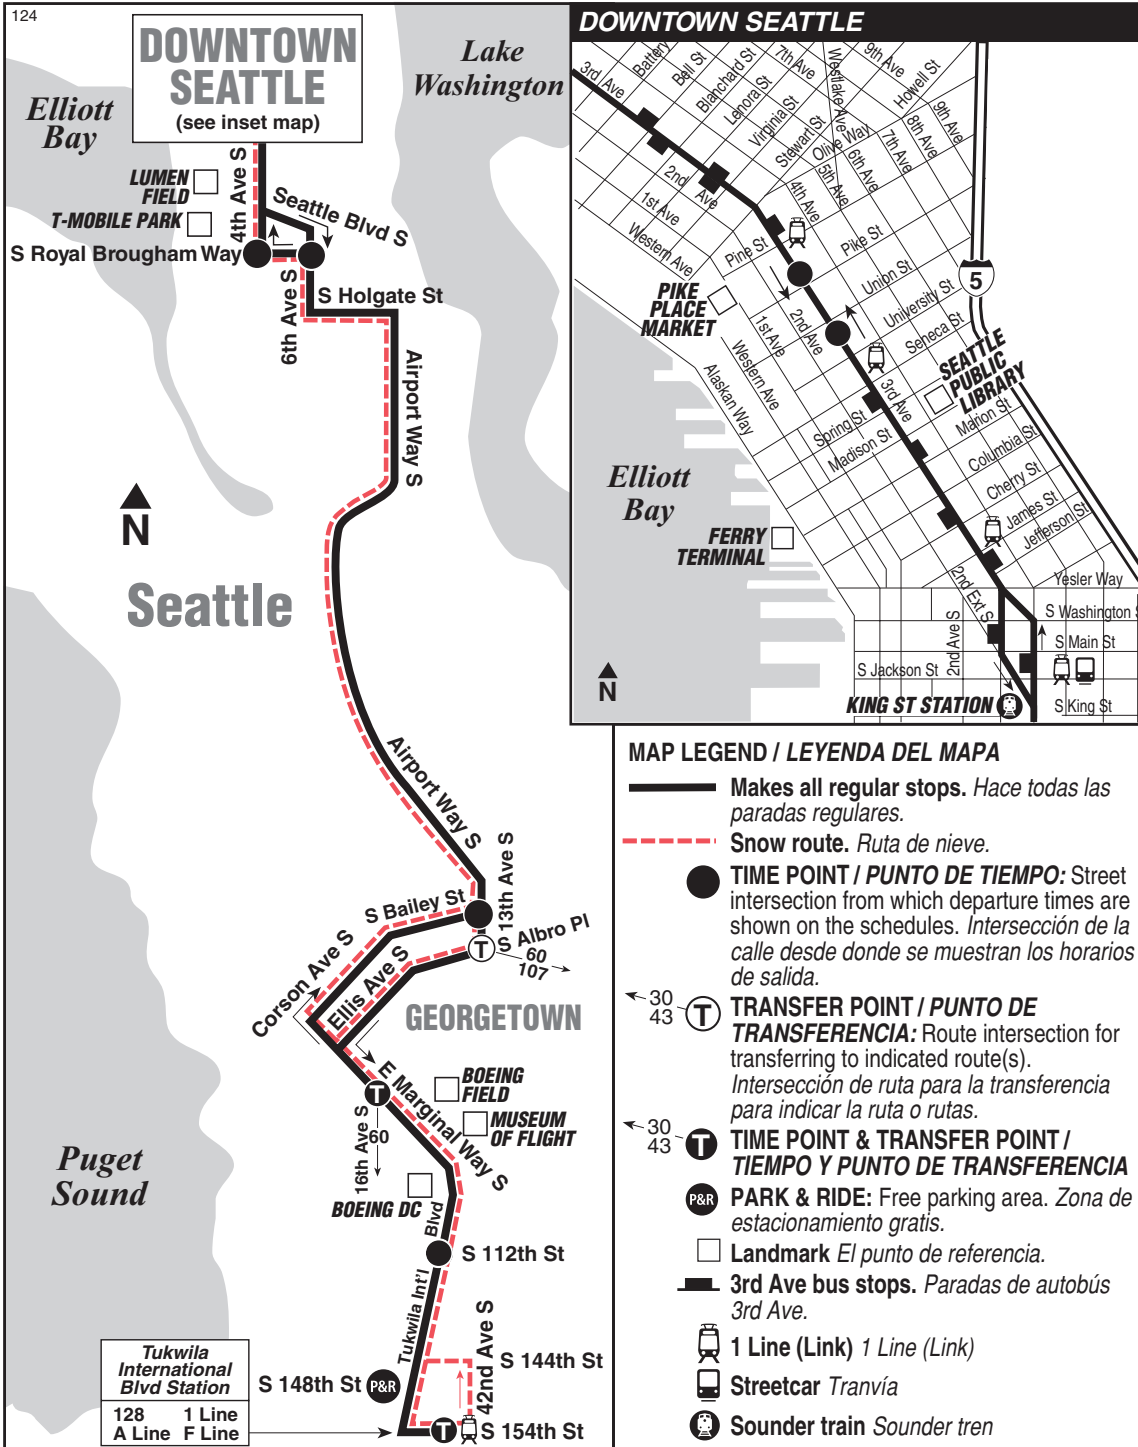 124
DOWNTOWN
SEATTLE
(see inset map)
Elliott
Bay
Lake
Washington
LUMEN
FIELD
T-MOBILE PARK
4th Ave S
Seattle Blvd S
S Royal Brougham Way
6th Ave S
S Holgate St
Airport Way S
N
Seattle
Airport Way S
13th Ave S
S Bailey St
T
S Albro Pl
60
107
Corson Ave S
Ellis Ave S
GEORGETOWN
E Marginal Way S
T
BOEING
FIELD
MUSEUM
OF FLIGHT
16th Ave S
60
Puget
Sound
BOEING DC
Tukwila Int'l Blvd
S 112th St
42nd Ave S
S 144th St
S 148th St
P&R
T
S 154th St
Tukwila
International
Blvd Station
128 1 Line
A Line F Line
DOWNTOWN SEATTLE
3rd Ave
Battery
Bell St
Blanchard St
Lenora St
Virginia St
Stewart St
Olive Way
7th Ave
Westlake Ave
9th Ave
Howell St
9th Ave
8th Ave
7th Ave
6th Ave
5th Ave
4th Ave
2nd Ave
1st Ave
Western Ave
Pine St
Pike St
Union St
University St
Seneca St
5
PIKE
PLACE
MARKET
1st Ave
2nd Ave
Western Ave
Alaskan Way
3rd Ave
SEATTLE
PUBLIC
LIBRARY
Spring St
Madison St
Marion St
Columbia St
Cherry St
James St
Jefferson St
Elliott
Bay
FERRY
TERMINAL
Yesler Way
2nd Ext S
2nd Ave S
S Washington S
S Main St
S Jackson St
N
KING ST STATION
S King St
MAP LEGEND / LEYENDA DEL MAPA
Makes all regular stops. Hace todas las
paradas regulares.
Snow route. Ruta de nieve.
TIME POINT / PUNTO DE TIEMPO: Street
intersection from which departure times are
shown on the schedules. Intersección de la
calle desde donde se muestran los horarios
de salida.
30
43
T
TRANSFER POINT / PUNTO DE
TRANSFERENCIA: Route intersection for
transferring to indicated route(s).
Intersección de ruta para la transferencia
para indicar la ruta o rutas.
30
43
T
TIME POINT & TRANSFER POINT /
TIEMPO Y PUNTO DE TRANSFERENCIA
P&R
PARK & RIDE: Free parking area. Zona de
estacionamiento gratis.
Landmark El punto de referencia.
3rd Ave bus stops. Paradas de autobús
3rd Ave.
1 Line (Link) 1 Line (Link)
Streetcar Tranvía
Sounder train Sounder tren